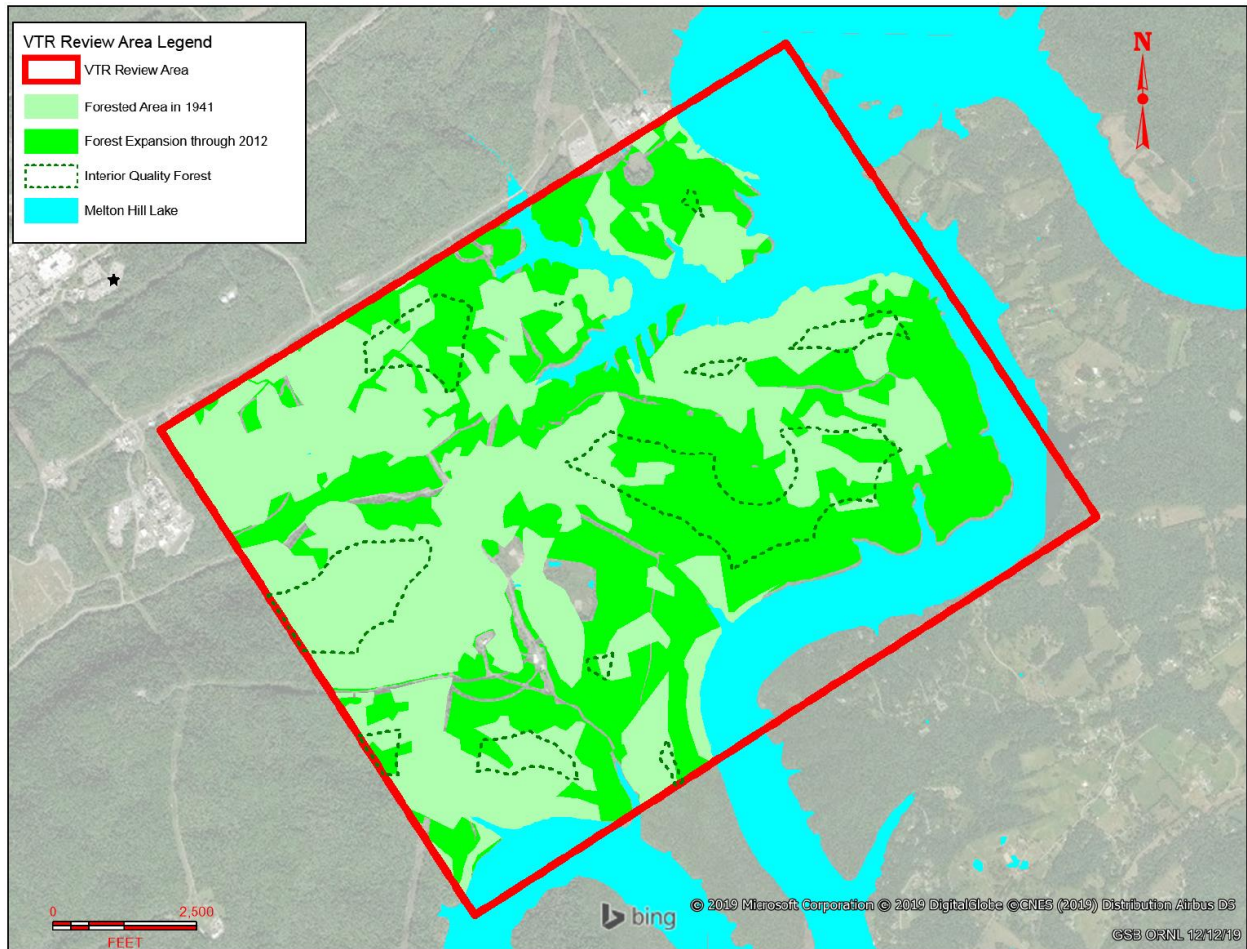 VTR Review Area Legend
VTR Review Area
Forested Area in 1941
Forest Expansion through 2012
Interior Quality Forest
Melton Hill Lake
N
0 2,500
FEET
bing
© 2019 Microsoft Corporation © 2019 DigitalGlobe ©CNES (2019) Distribution Airbus DS
GSB ORNL 12/12/19